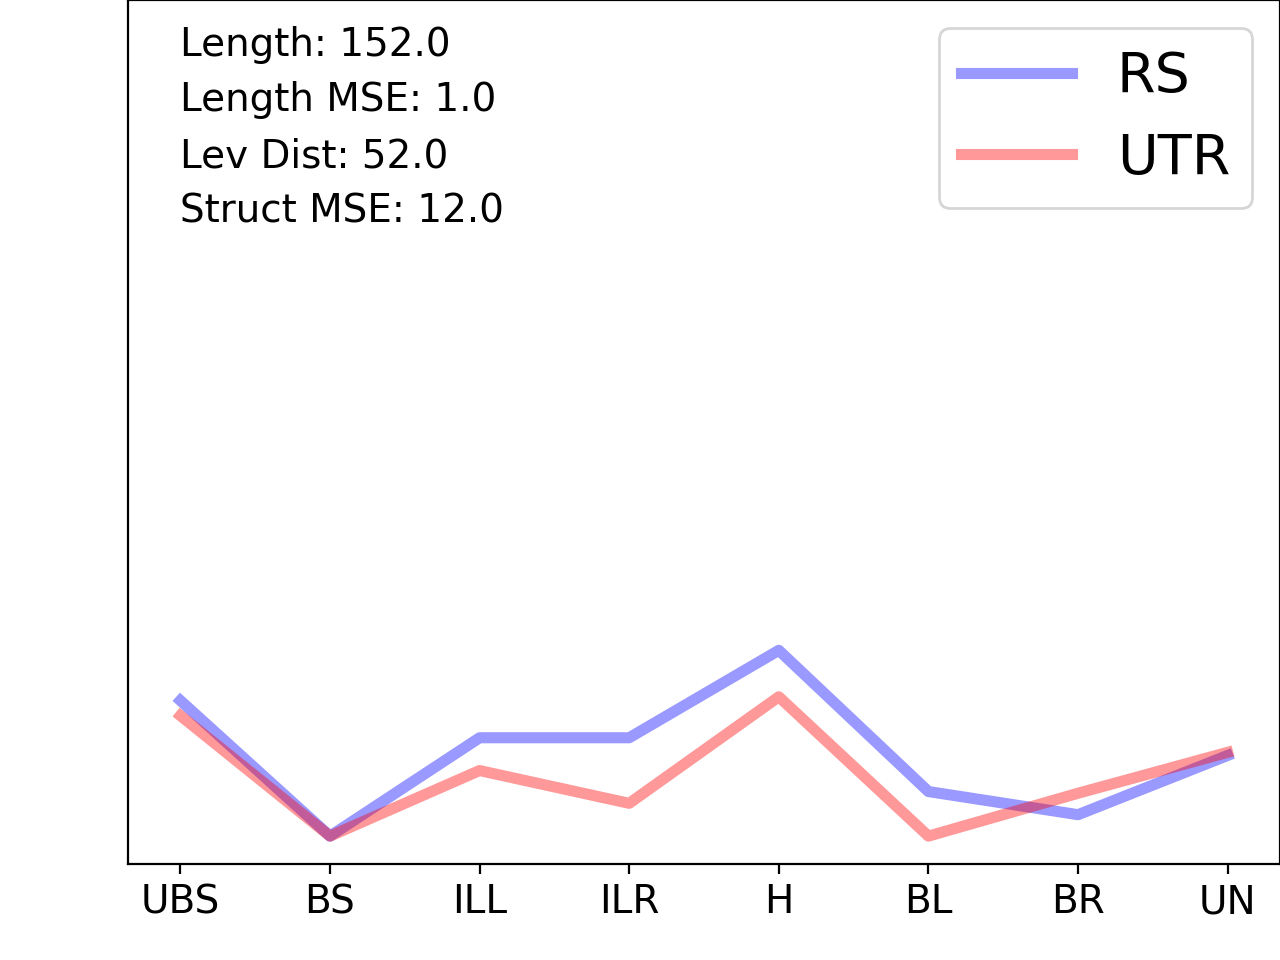 Length: 152.0
Length MSE: 1.0
Lev Dist: 52.0
Struct MSE: 12.0
RS
UTR
UBS BS ILL ILR H BL BR UN